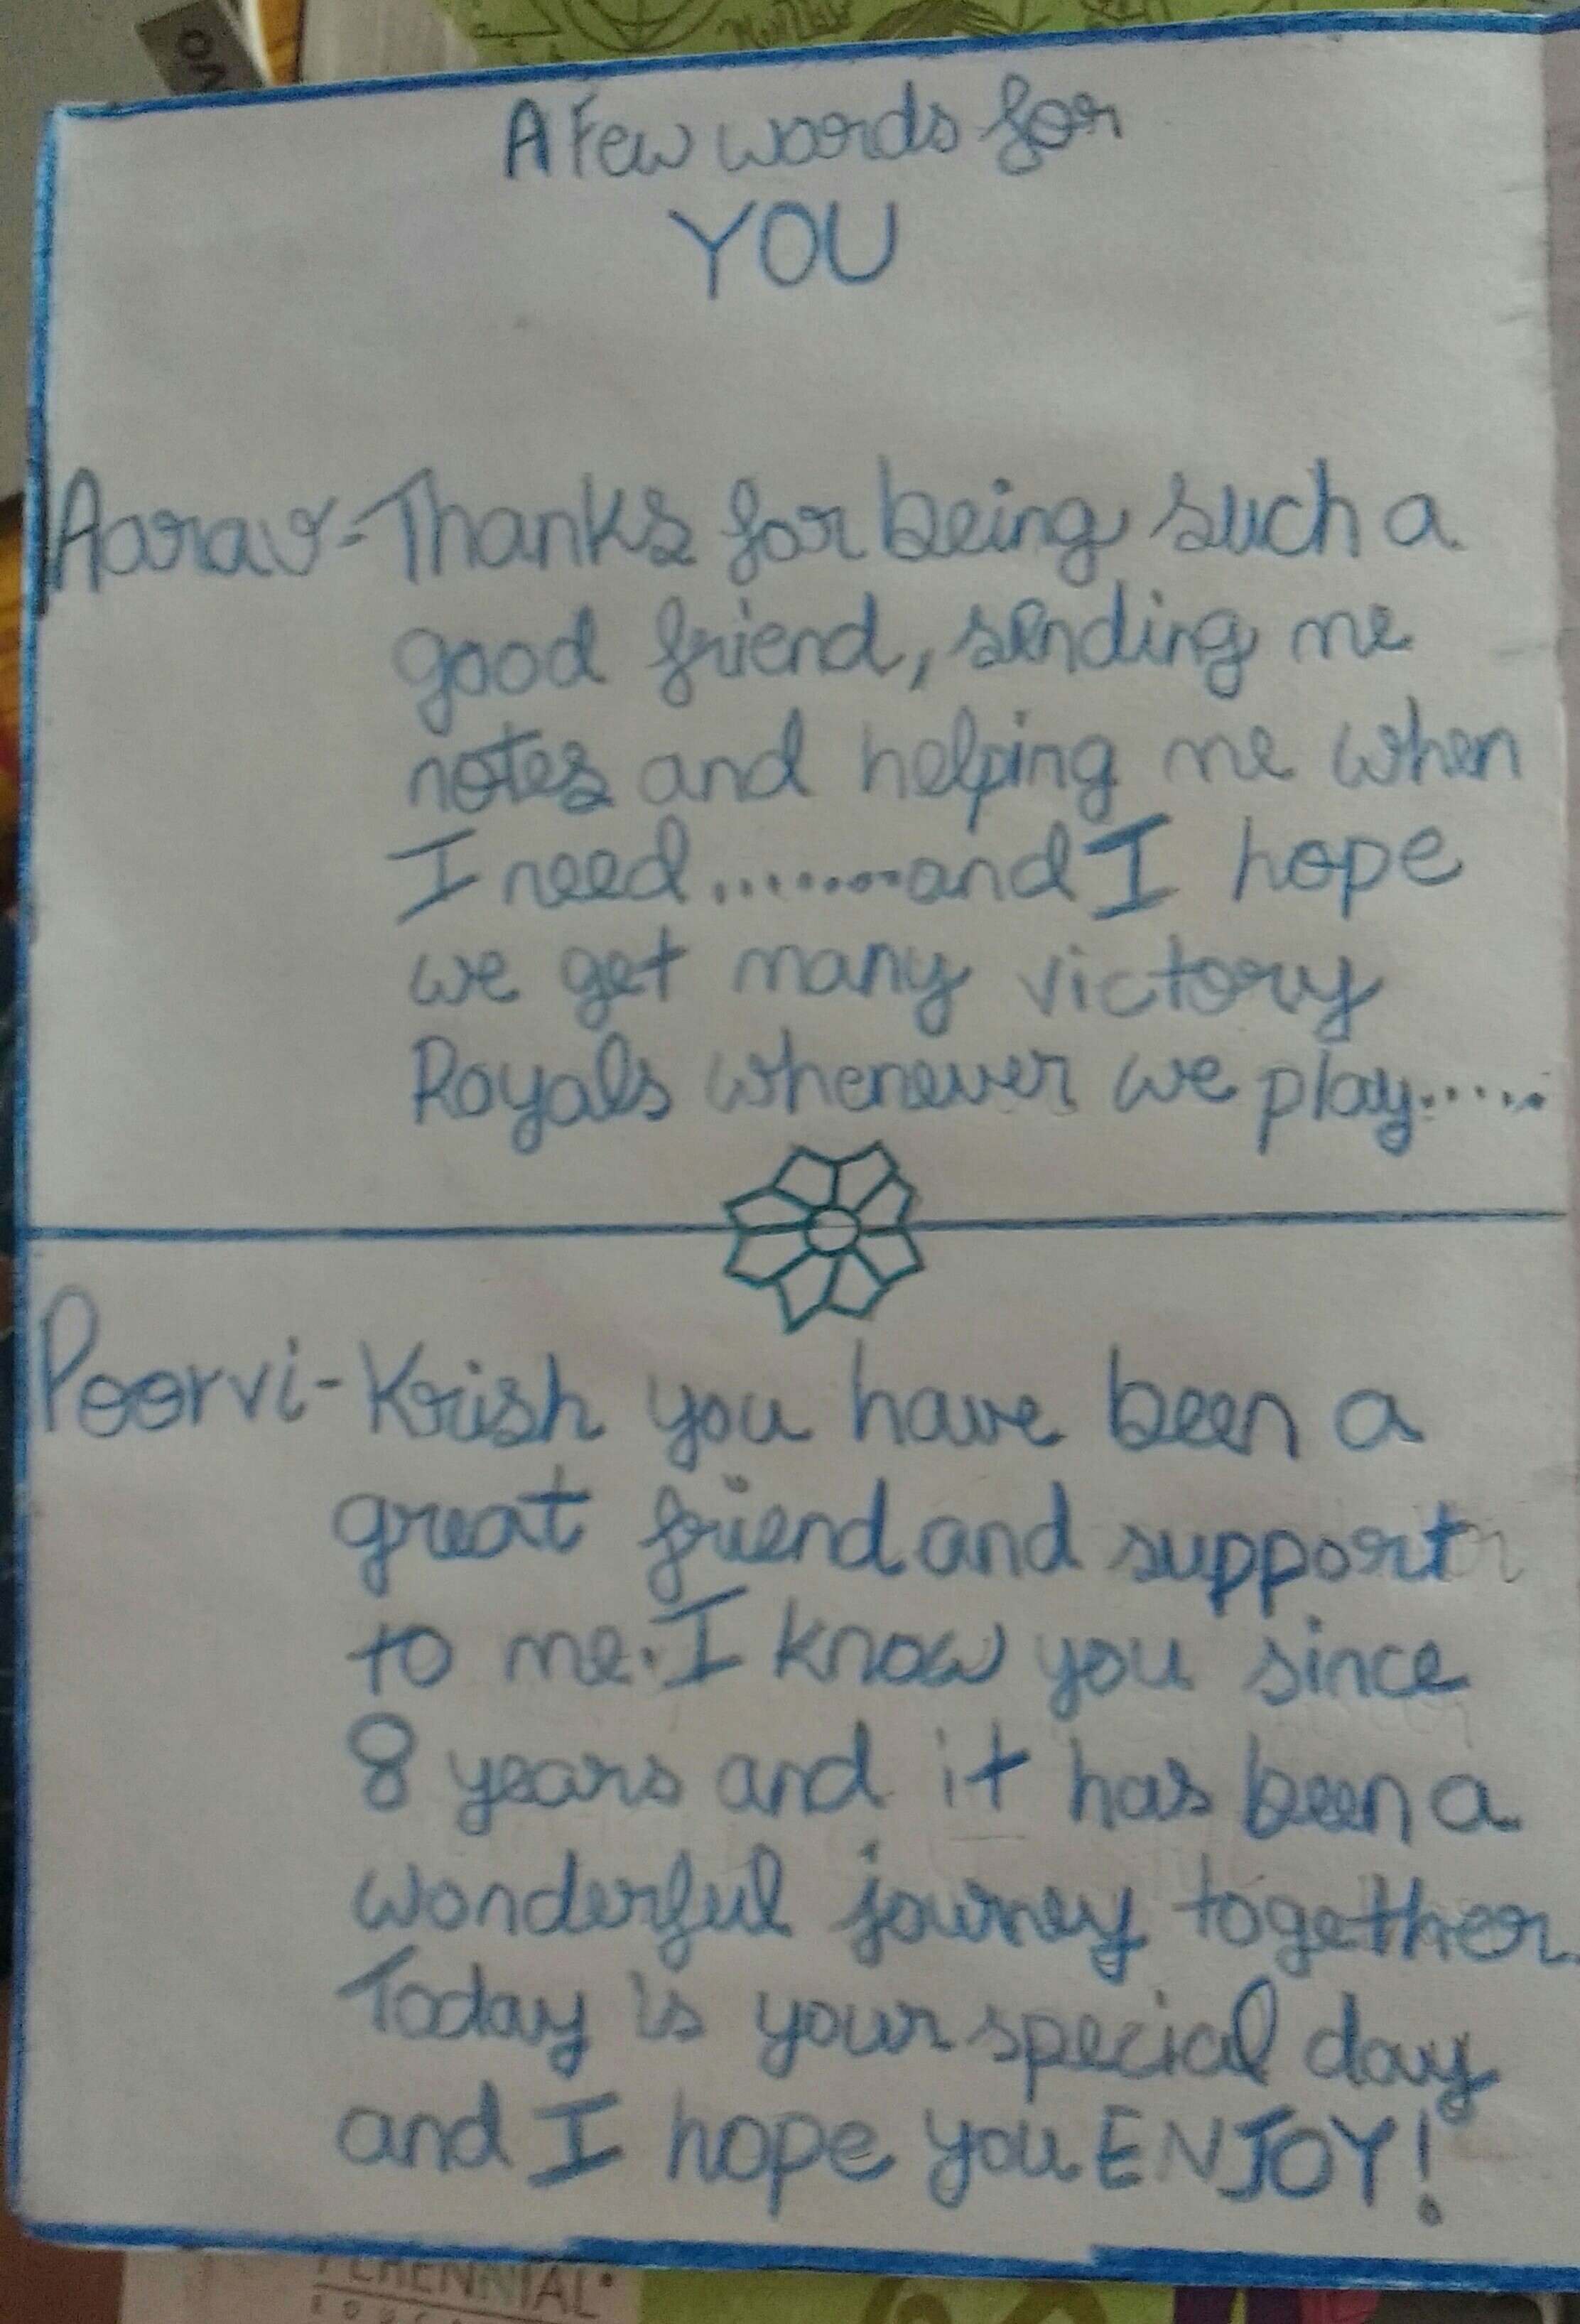 A Few words for
YOU
Aarav-Thanks for being such a
good friend, sending me
notes and helping me when
I need........and I hope
we get many victory
Royals whenever we play.....
Poorvi-Krish you have been a
great friend and support
to me. I know you since
8 years and it has been a
wonderful journey together.
Today is your special day
and I hope you ENJOY!
PERENNIAL